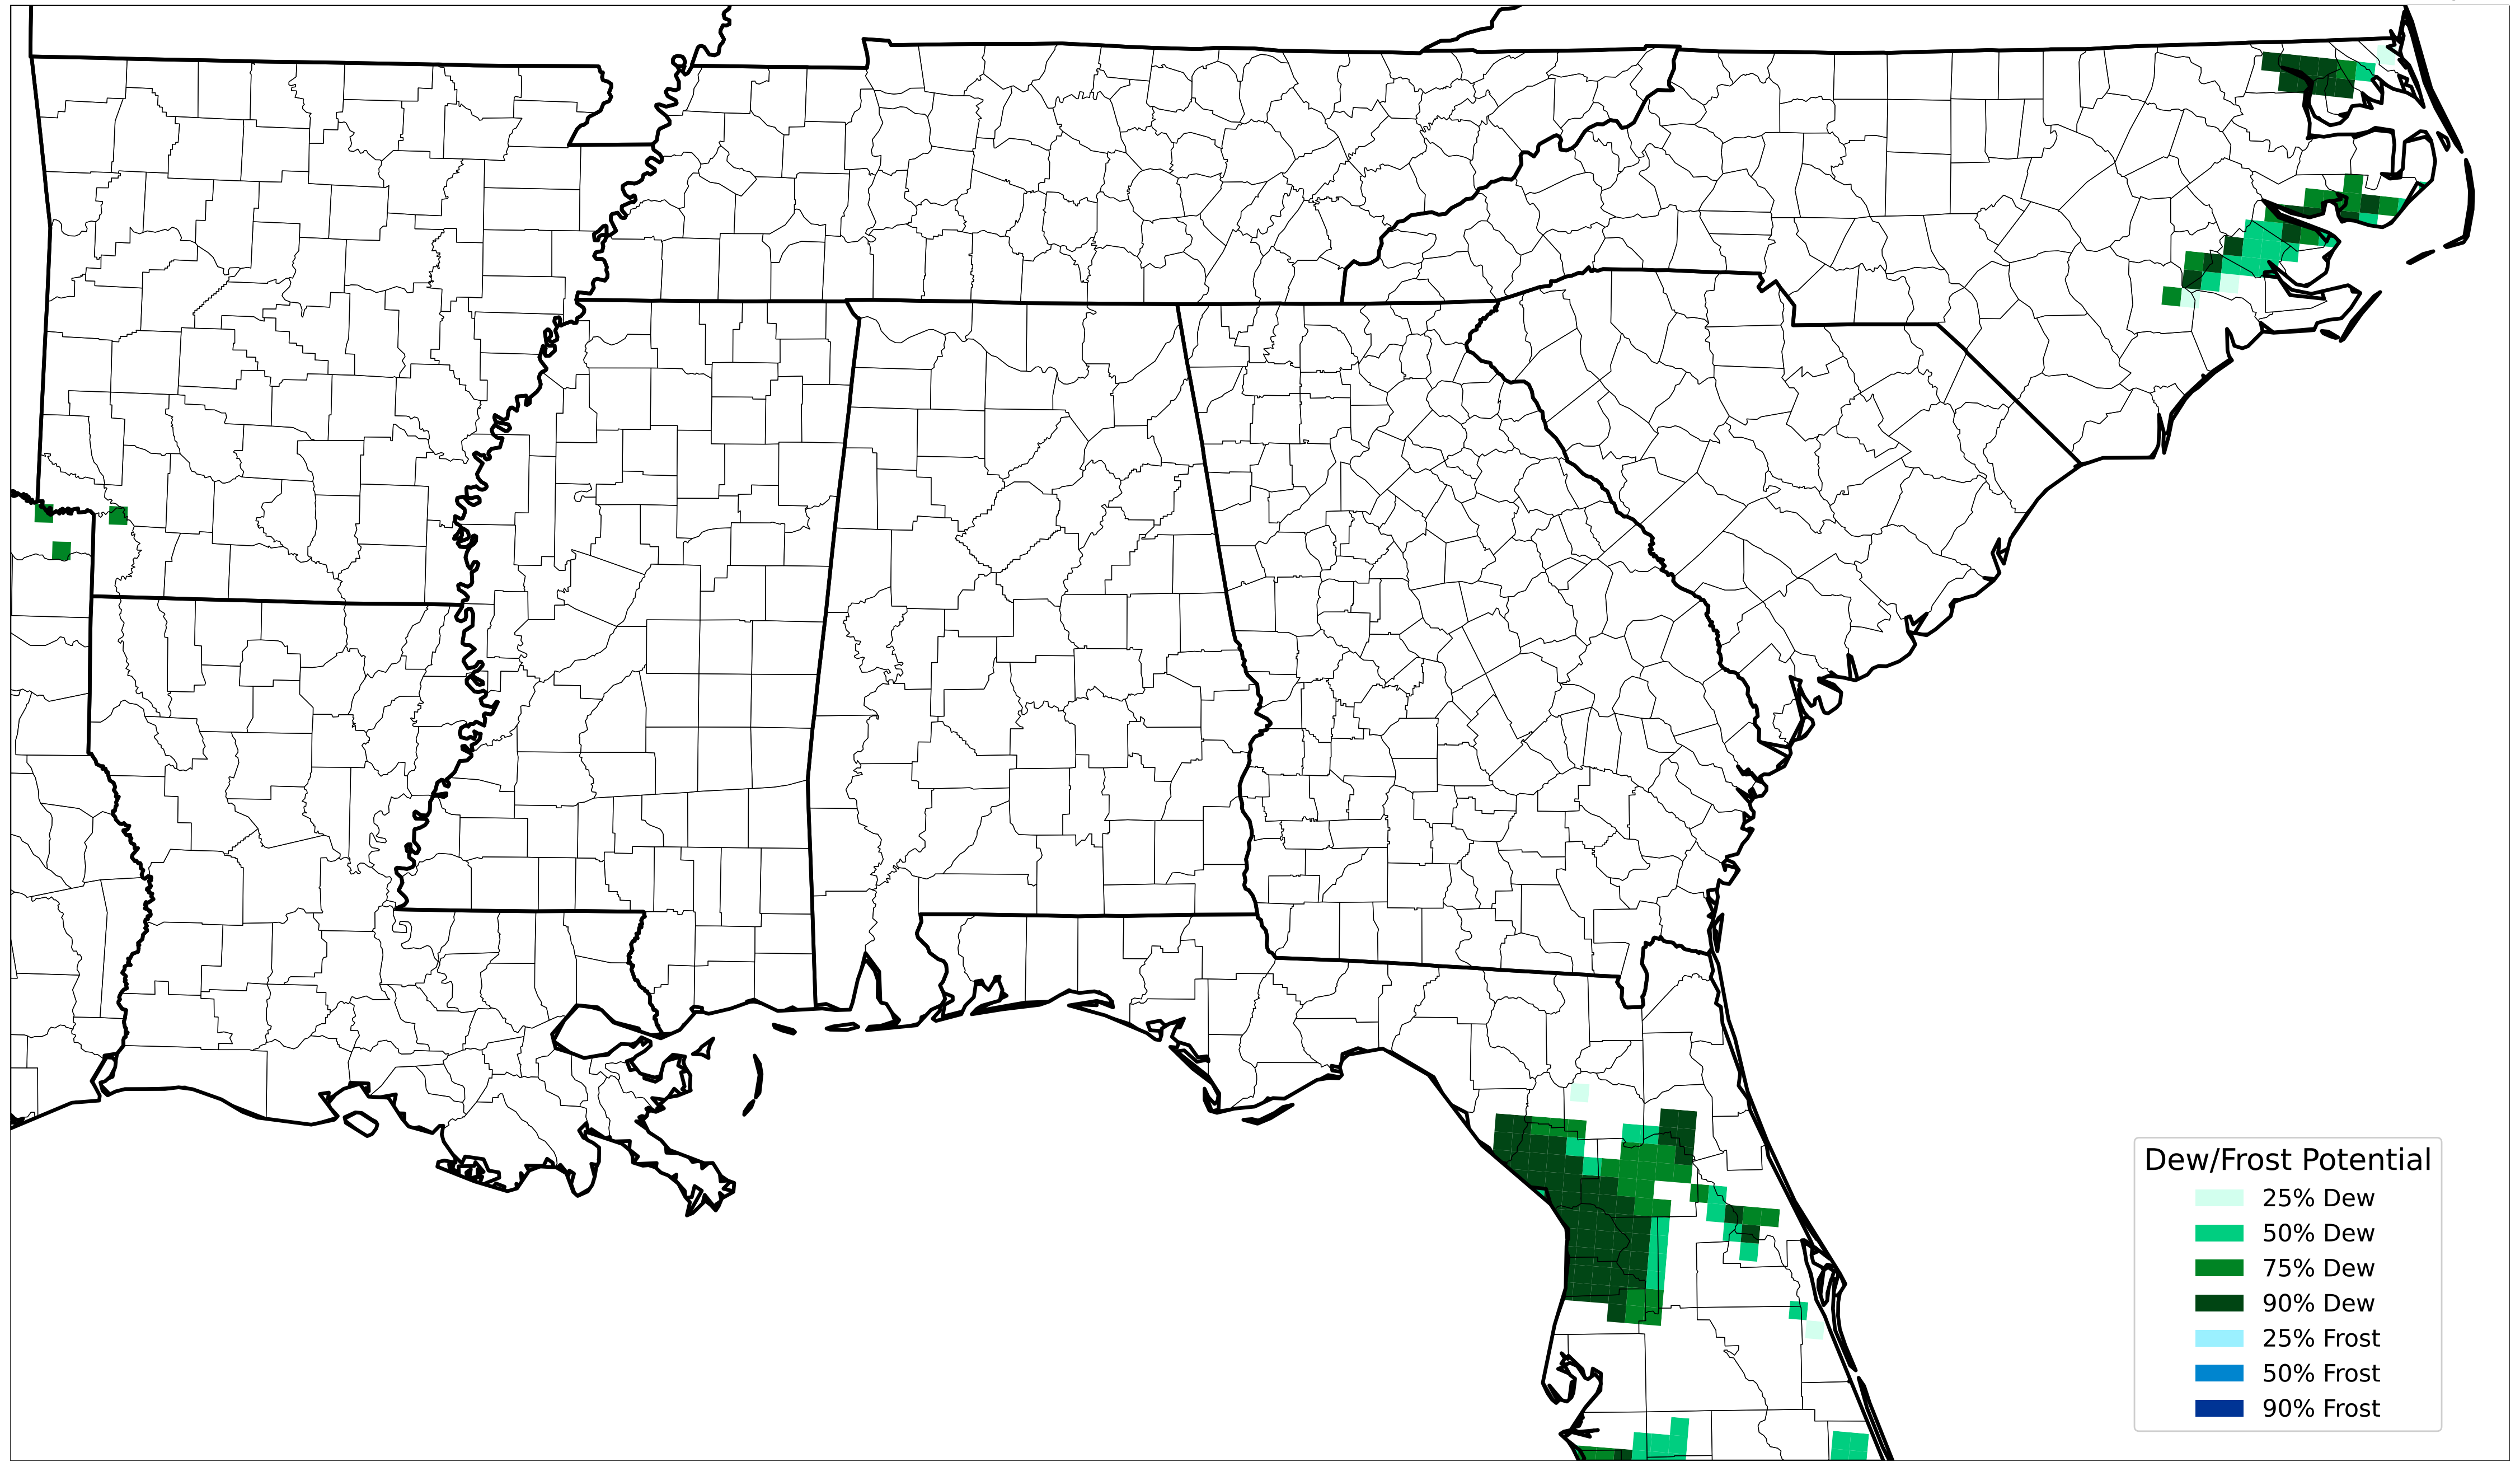 Dew/Frost Potential
25% Dew
50% Dew
75% Dew
90% Dew
25% Frost
50% Frost
90% Frost